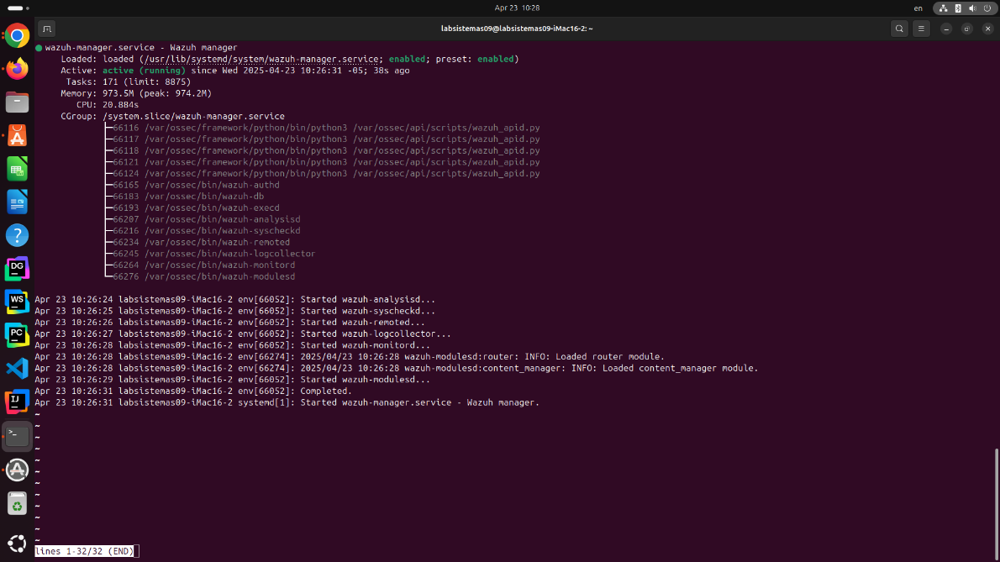 Apr 23 10:28
en
labsistemas09@labsistemas09-iMac16-2: ~
● wazuh-manager.service - Wazuh manager
Loaded: loaded (/usr/lib/systemd/system/wazuh-manager.service; enabled; preset: enabled)
Active: active (running) since Wed 2025-04-23 10:26:31 -05; 38s ago
Tasks: 171 (limit: 8875)
Memory: 973.5M (peak: 974.2M)
CPU: 20.884s
CGroup: /system.slice/wazuh-manager.service
├─66116 /var/ossec/framework/python/bin/python3 /var/ossec/api/scripts/wazuh_apid.py
├─66117 /var/ossec/framework/python/bin/python3 /var/ossec/api/scripts/wazuh_apid.py
├─66118 /var/ossec/framework/python/bin/python3 /var/ossec/api/scripts/wazuh_apid.py
├─66121 /var/ossec/framework/python/bin/python3 /var/ossec/api/scripts/wazuh_apid.py
├─66124 /var/ossec/framework/python/bin/python3 /var/ossec/api/scripts/wazuh_apid.py
├─66165 /var/ossec/bin/wazuh-authd
├─66183 /var/ossec/bin/wazuh-db
├─66193 /var/ossec/bin/wazuh-execd
├─66207 /var/ossec/bin/wazuh-analysisd
├─66216 /var/ossec/bin/wazuh-syscheckd
├─66234 /var/ossec/bin/wazuh-remoted
├─66245 /var/ossec/bin/wazuh-logcollector
├─66264 /var/ossec/bin/wazuh-monitord
└─66276 /var/ossec/bin/wazuh-modulesd
Apr 23 10:26:24 labsistemas09-iMac16-2 env[66052]: Started wazuh-analysisd...
Apr 23 10:26:25 labsistemas09-iMac16-2 env[66052]: Started wazuh-syscheckd...
Apr 23 10:26:26 labsistemas09-iMac16-2 env[66052]: Started wazuh-remoted...
Apr 23 10:26:27 labsistemas09-iMac16-2 env[66052]: Started wazuh-logcollector...
Apr 23 10:26:28 labsistemas09-iMac16-2 env[66052]: Started wazuh-monitord...
Apr 23 10:26:28 labsistemas09-iMac16-2 env[66274]: 2025/04/23 10:26:28 wazuh-modulesd:router: INFO: Loaded router module.
Apr 23 10:26:28 labsistemas09-iMac16-2 env[66274]: 2025/04/23 10:26:28 wazuh-modulesd:content_manager: INFO: Loaded content_manager module.
Apr 23 10:26:29 labsistemas09-iMac16-2 env[66052]: Started wazuh-modulesd...
Apr 23 10:26:31 labsistemas09-iMac16-2 env[66052]: Completed.
Apr 23 10:26:31 labsistemas09-iMac16-2 systemd[1]: Started wazuh-manager.service - Wazuh manager.
~
~
~
~
~
~
~
~
~
~
~
~
lines 1-32/32 (END)
DG
WS
PC
IJ
>_